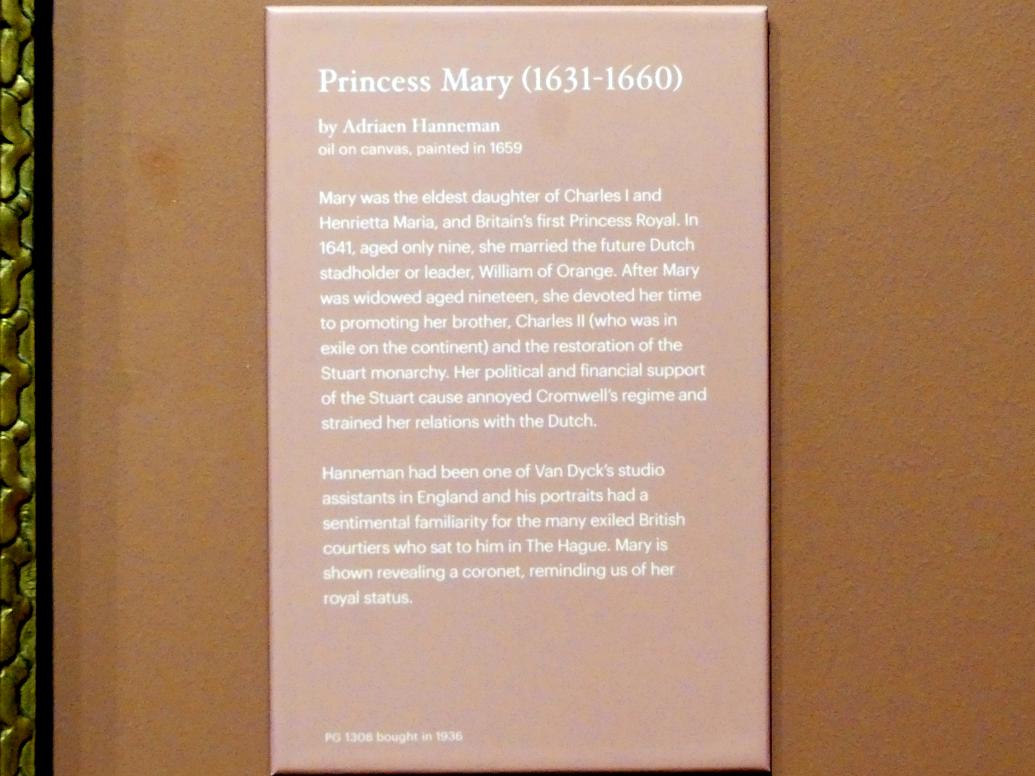 Princess Mary (1631-1660)
by Adriaen Hanneman
oil on canvas, painted in 1659
Mary was the eldest daughter of Charles I and
Henrietta Maria, and Britain's first Princess Royal. In
1641, aged only nine, she married the future Dutch
stadholder or leader, William of Orange. After Mary
was widowed aged nineteen, she devoted her time
to promoting her brother, Charles II (who was in
exile on the continent) and the restoration of the
Stuart monarchy. Her political and financial support
of the Stuart cause annoyed Cromwell's regime and
strained her relations with the Dutch.
Hanneman had been one of Van Dyck's studio
assistants in England and his portraits had a
sentimental familiarity for the many exiled British
courtiers who sat to him in The Hague. Mary is
shown revealing a coronet, reminding us of her
royal status.
PG 1306 bought in 1936